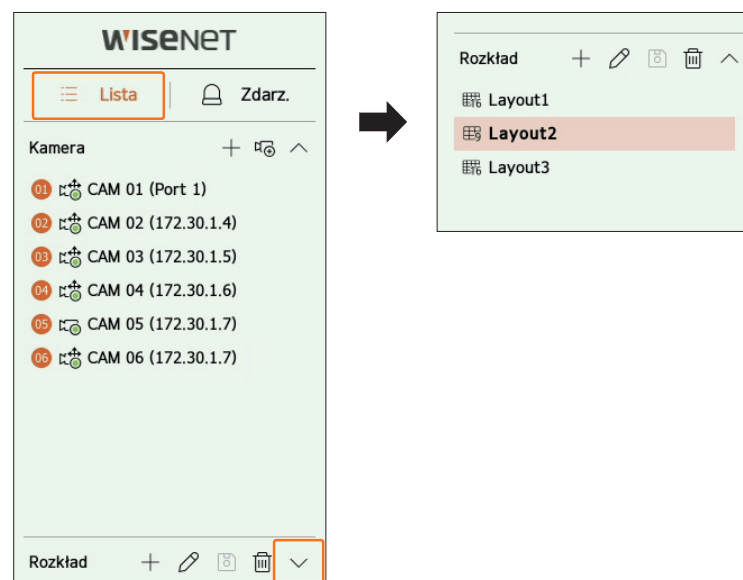 WISENET
Lista
Zdarz.
Kamera
01 CAM 01 (Port 1)
02 CAM 02 (172.30.1.4)
03 CAM 03 (172.30.1.5)
04 CAM 04 (172.30.1.6)
05 CAM 05 (172.30.1.7)
06 CAM 06 (172.30.1.7)
Rozkład
Rozkład
Layout1
Layout2
Layout3